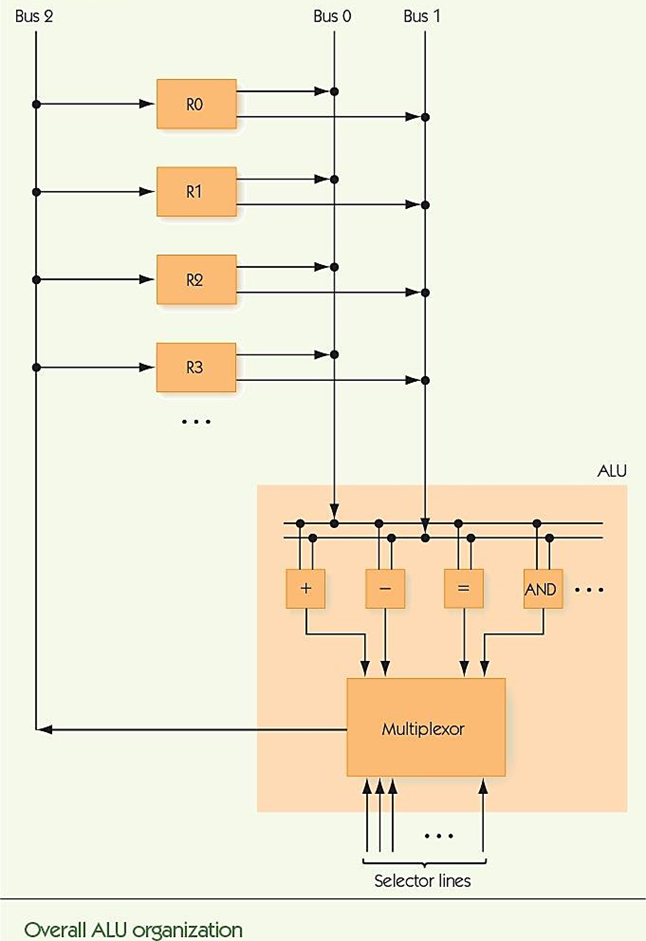 Bus 2 Bus 0 Bus 1
R0
R1
R2
R3
...
ALU
+ − = AND ...
Multiplexor
...
Selector lines
Overall ALU organization